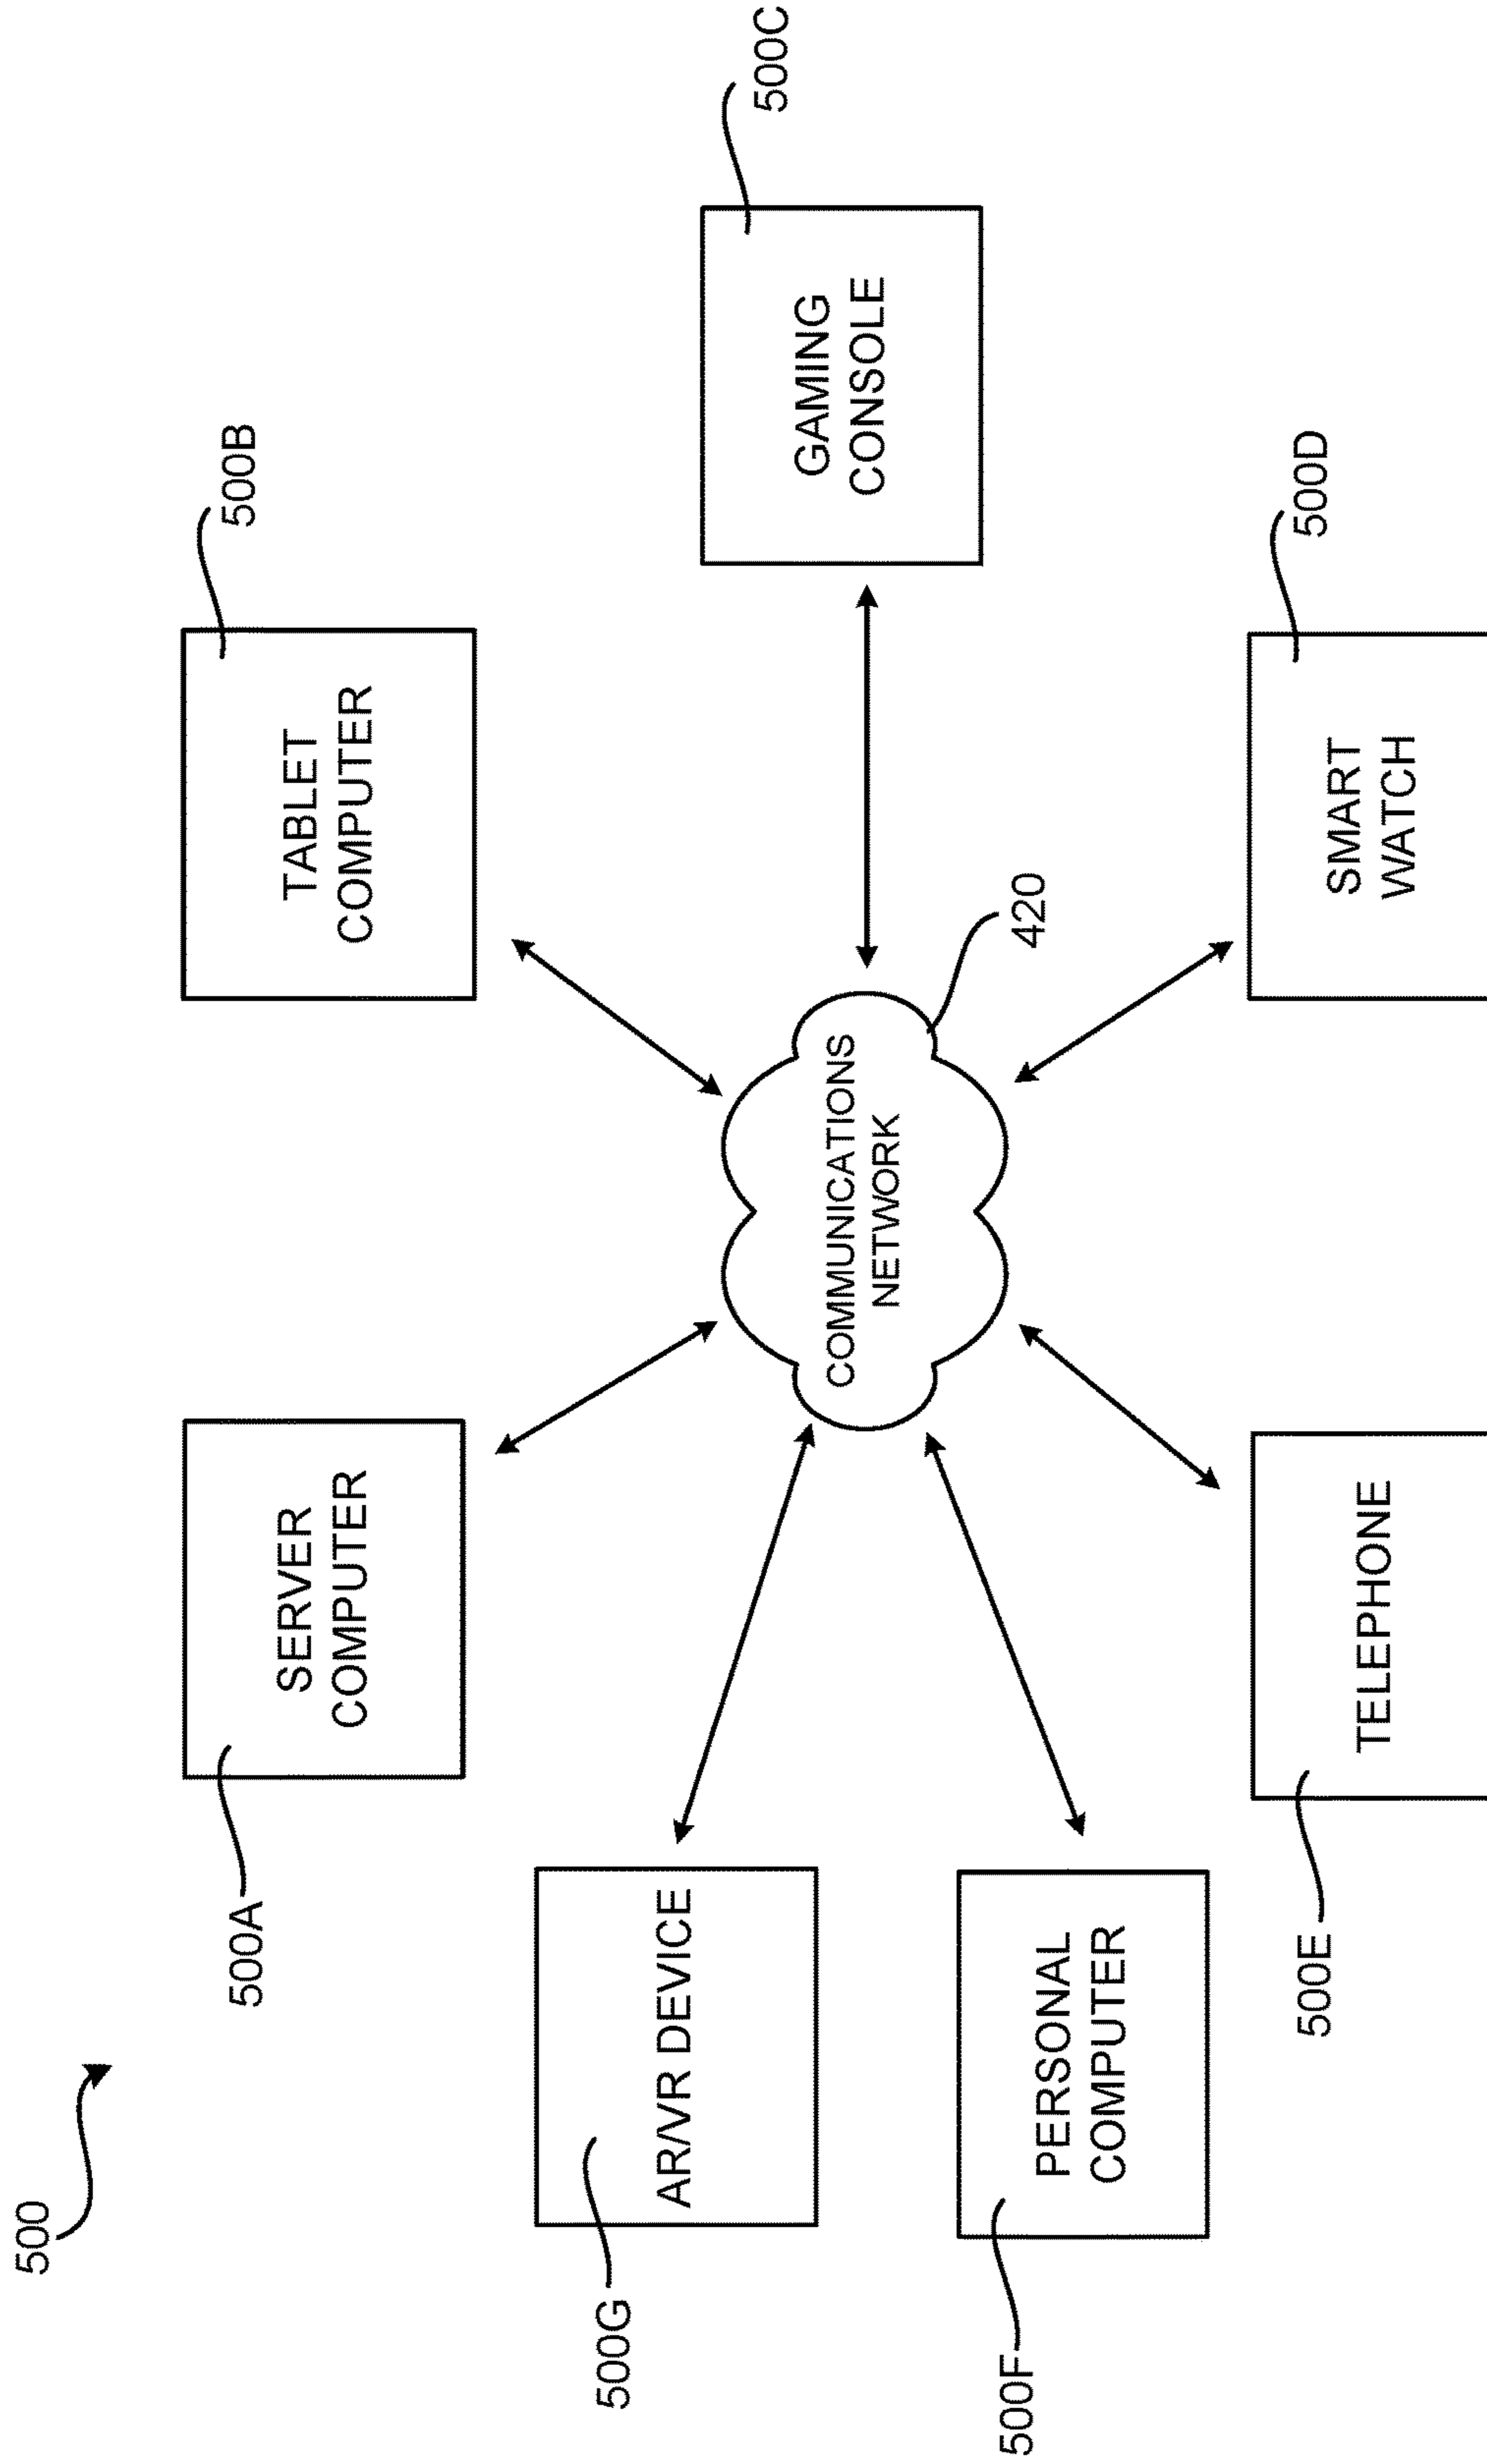 500
500A
SERVER
COMPUTER
500B
TABLET
COMPUTER
500G
AR/VR DEVICE
COMMUNICATIONS
NETWORK
420
GAMING
CONSOLE
500C
500F
PERSONAL
COMPUTER
500E
TELEPHONE
SMART
WATCH
500D